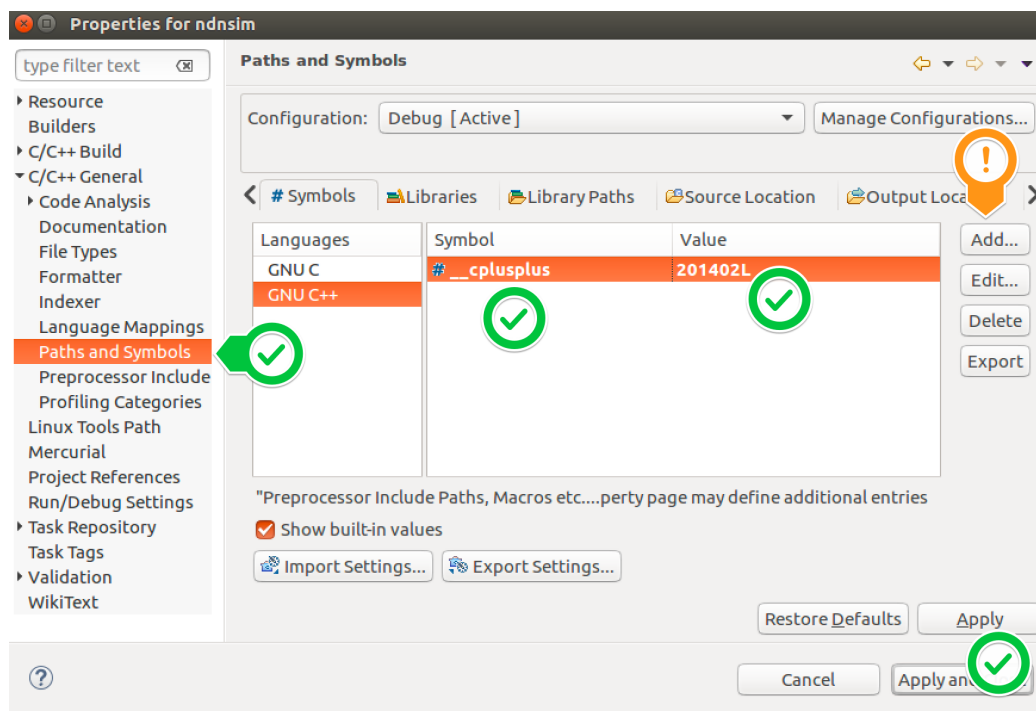 Properties for ndnsim
type filter text
Paths and Symbols
Resource
Builders
C/C++ Build
C/C++ General
Code Analysis
Documentation
File Types
Formatter
Indexer
Language Mappings
Paths and Symbols
Preprocessor Include
Profiling Categories
Linux Tools Path
Mercurial
Project References
Run/Debug Settings
Task Repository
Task Tags
Validation
WikiText
Configuration: Debug [Active] Manage Configurations...
# Symbols Libraries Library Paths Source Location Output Loca
Languages Symbol Value
GNU C # __cplusplus 201402L
GNU C++
Add...
Edit...
Delete
Export
"Preprocessor Include Paths, Macros etc....perty page may define additional entries
Show built-in values
Import Settings... Export Settings...
Restore Defaults Apply
? Cancel Apply an